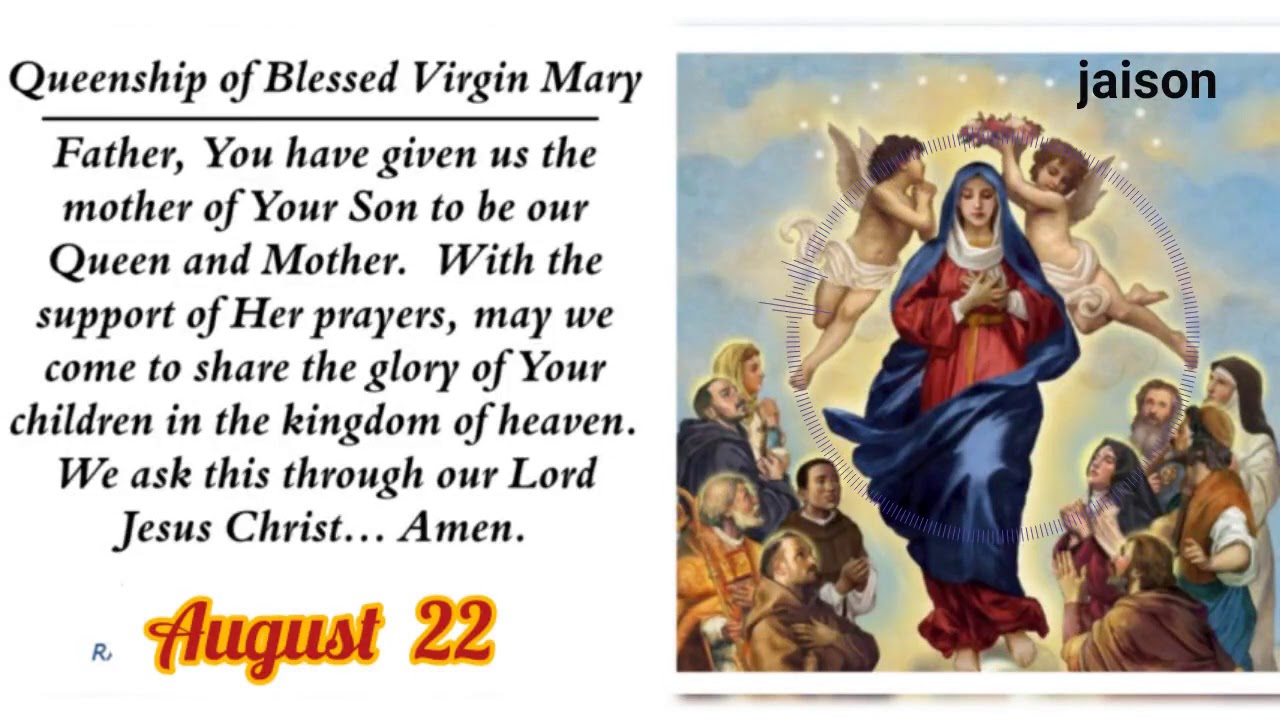 Queenship of Blessed Virgin Mary
Father, You have given us the
mother of Your Son to be our
Queen and Mother. With the
support of Her prayers, may we
come to share the glory of Your
children in the kingdom of heaven.
We ask this through our Lord
Jesus Christ... Amen.
August 22
jaison